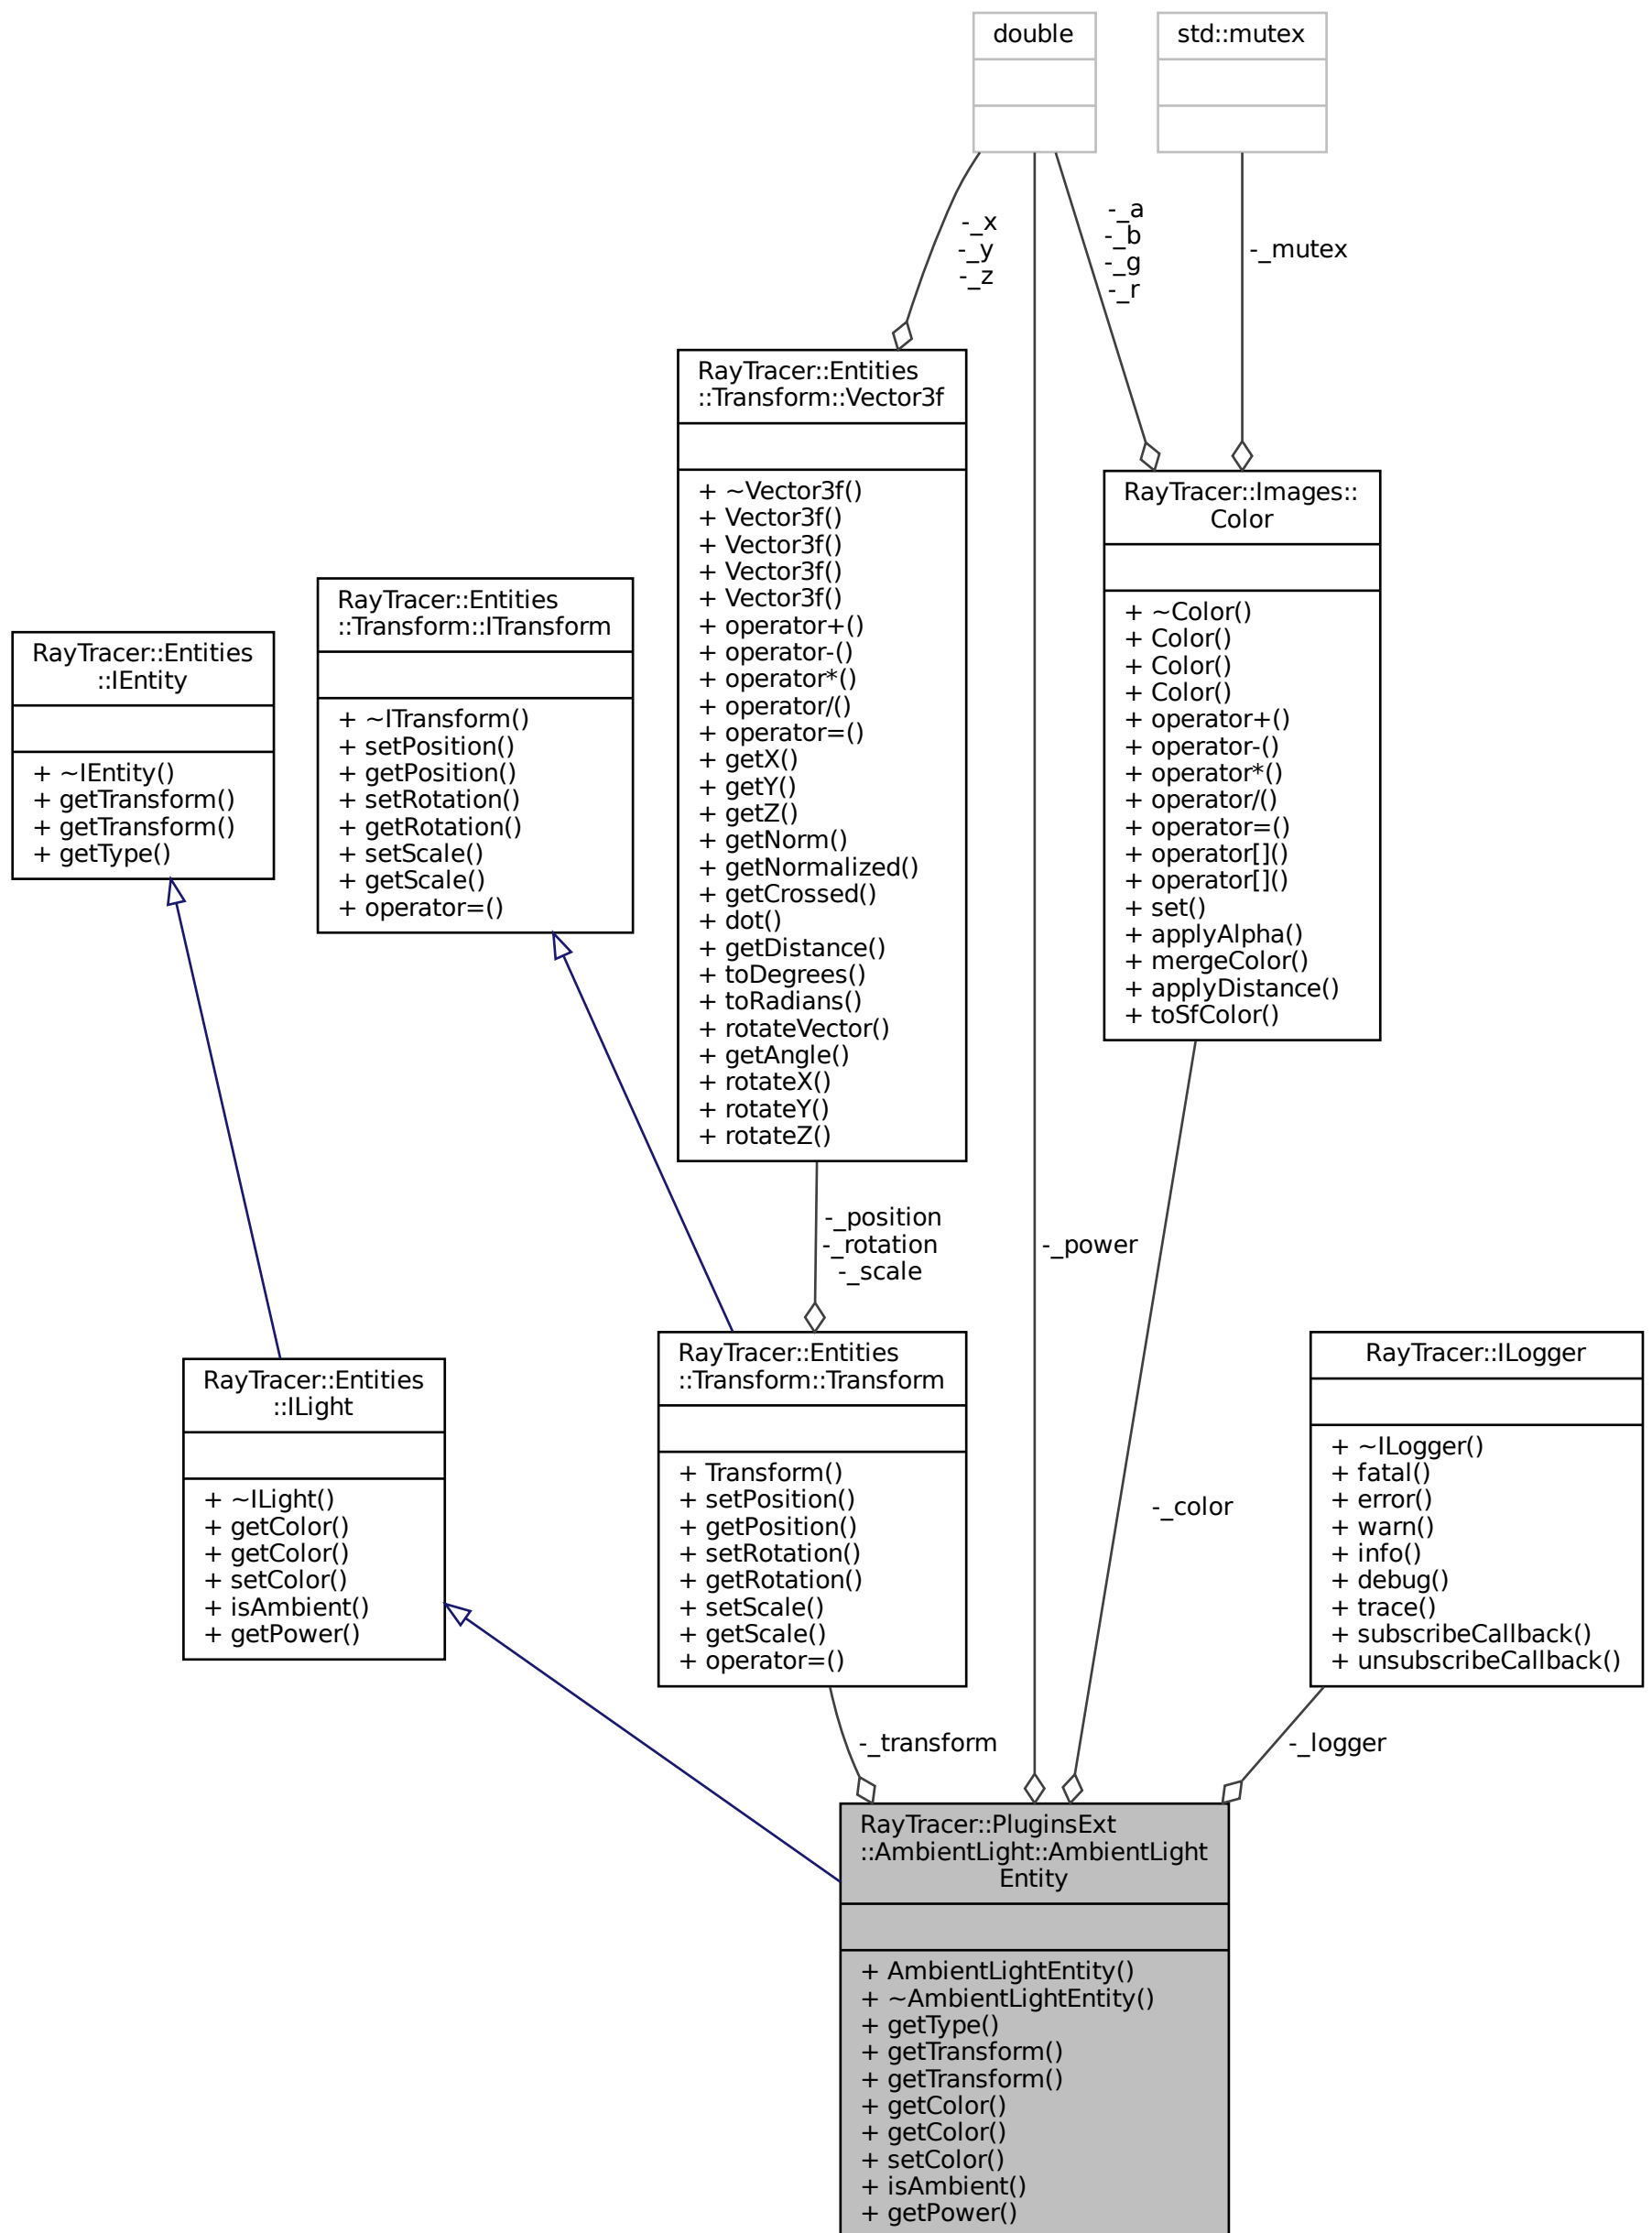 double
std::mutex
-_x
-_y
-_z
-_a
-_b
-_g
-_r
-_mutex
RayTracer::Entities
::Transform::Vector3f
+ ~Vector3f()
+ Vector3f()
+ Vector3f()
+ Vector3f()
+ Vector3f()
+ operator+()
+ operator-()
+ operator*()
+ operator/()
+ operator=()
+ getX()
+ getY()
+ getZ()
+ getNorm()
+ getNormalized()
+ getCrossed()
+ dot()
+ getDistance()
+ toDegrees()
+ toRadians()
+ rotateVector()
+ getAngle()
+ rotateX()
+ rotateY()
+ rotateZ()
RayTracer::Images::
Color
+ ~Color()
+ Color()
+ Color()
+ Color()
+ operator+()
+ operator-()
+ operator*()
+ operator/()
+ operator=()
+ operator[]()
+ operator[]()
+ set()
+ applyAlpha()
+ mergeColor()
+ applyDistance()
+ toSfColor()
RayTracer::Entities
::Transform::ITransform
+ ~ITransform()
+ setPosition()
+ getPosition()
+ setRotation()
+ getRotation()
+ setScale()
+ getScale()
+ operator=()
RayTracer::Entities
::IEntity
+ ~IEntity()
+ getTransform()
+ getTransform()
+ getType()
-_position
-_rotation
-_scale
-_power
RayTracer::Entities
::ILight
+ ~ILight()
+ getColor()
+ getColor()
+ setColor()
+ isAmbient()
+ getPower()
RayTracer::Entities
::Transform::Transform
+ Transform()
+ setPosition()
+ getPosition()
+ setRotation()
+ getRotation()
+ setScale()
+ getScale()
+ operator=()
-_color
RayTracer::ILogger
+ ~ILogger()
+ fatal()
+ error()
+ warn()
+ info()
+ debug()
+ trace()
+ subscribeCallback()
+ unsubscribeCallback()
-_transform
-_logger
RayTracer::PluginsExt
::AmbientLight::AmbientLight
Entity
+ AmbientLightEntity()
+ ~AmbientLightEntity()
+ getType()
+ getTransform()
+ getTransform()
+ getColor()
+ getColor()
+ setColor()
+ isAmbient()
+ getPower()